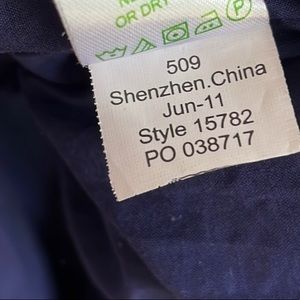 OR DRY
509
Shenzhen.China
Jun-11
Style 15782
PO 038717